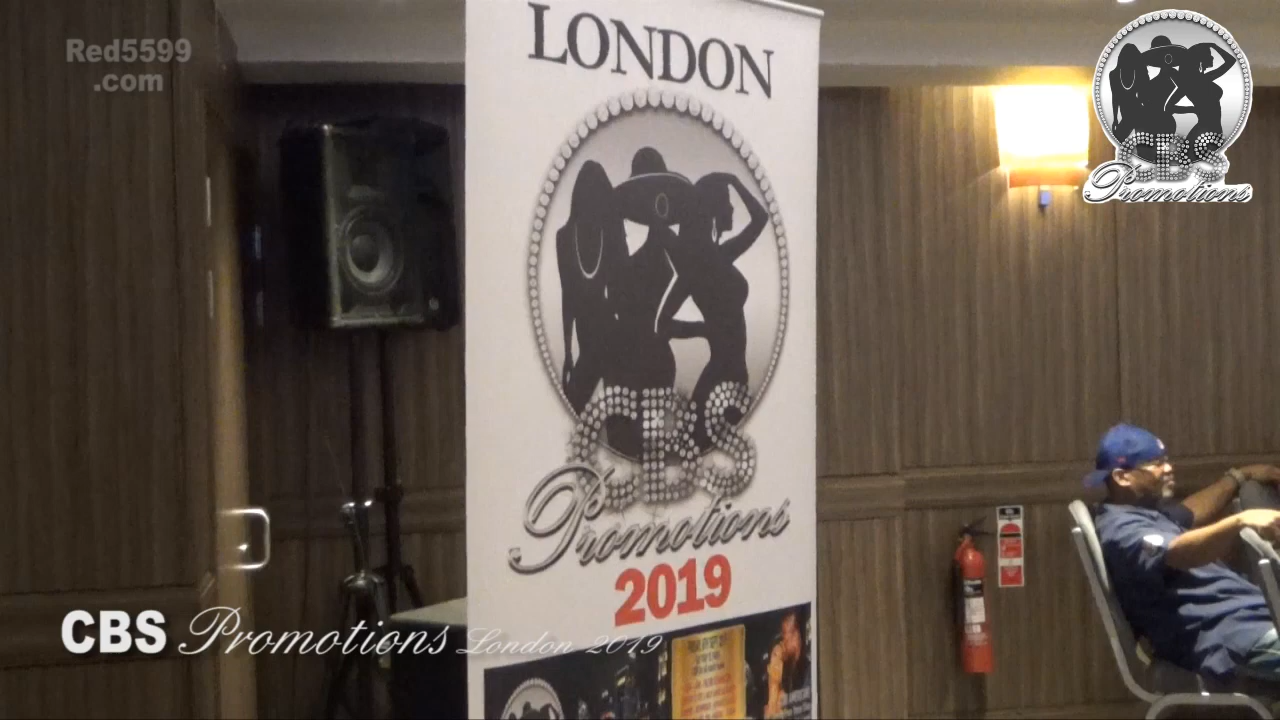 Red5599
.com
LONDON
CBS
Promotions
2019
CBS
Promotions
CBS Promotions London 2019